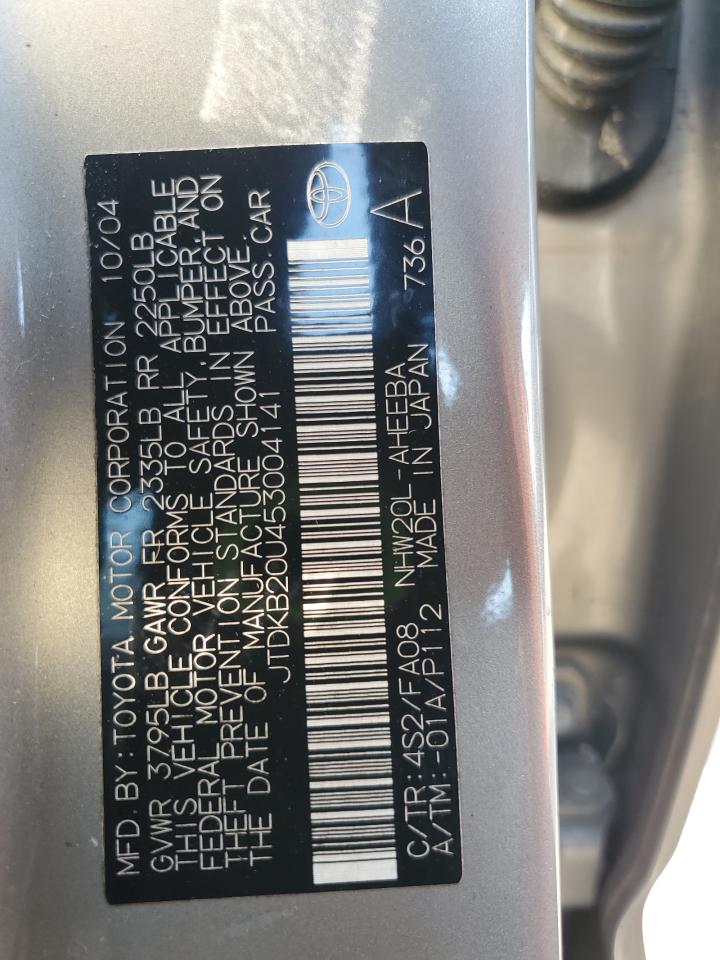 MFD. BY: TOYOTA MOTOR CORPORATION 10/04
GVWR 3795LB GAWR FR 2335LB RR 2250LB
THIS VEHICLE CONFORMS TO ALL APPLICABLE
FEDERAL MOTOR VEHICLE SAFETY, BUMPER, AND
THEFT PREVENTION STANDARDS IN EFFECT ON
THE DATE OF MANUFACTURE SHOWN ABOVE.
JTDKB20U453004141 PASS. CAR
C/TR: 4S2/FA08 NHW20L-AHEEBA 736 A
A/TM: -01A/P112 MADE IN JAPAN